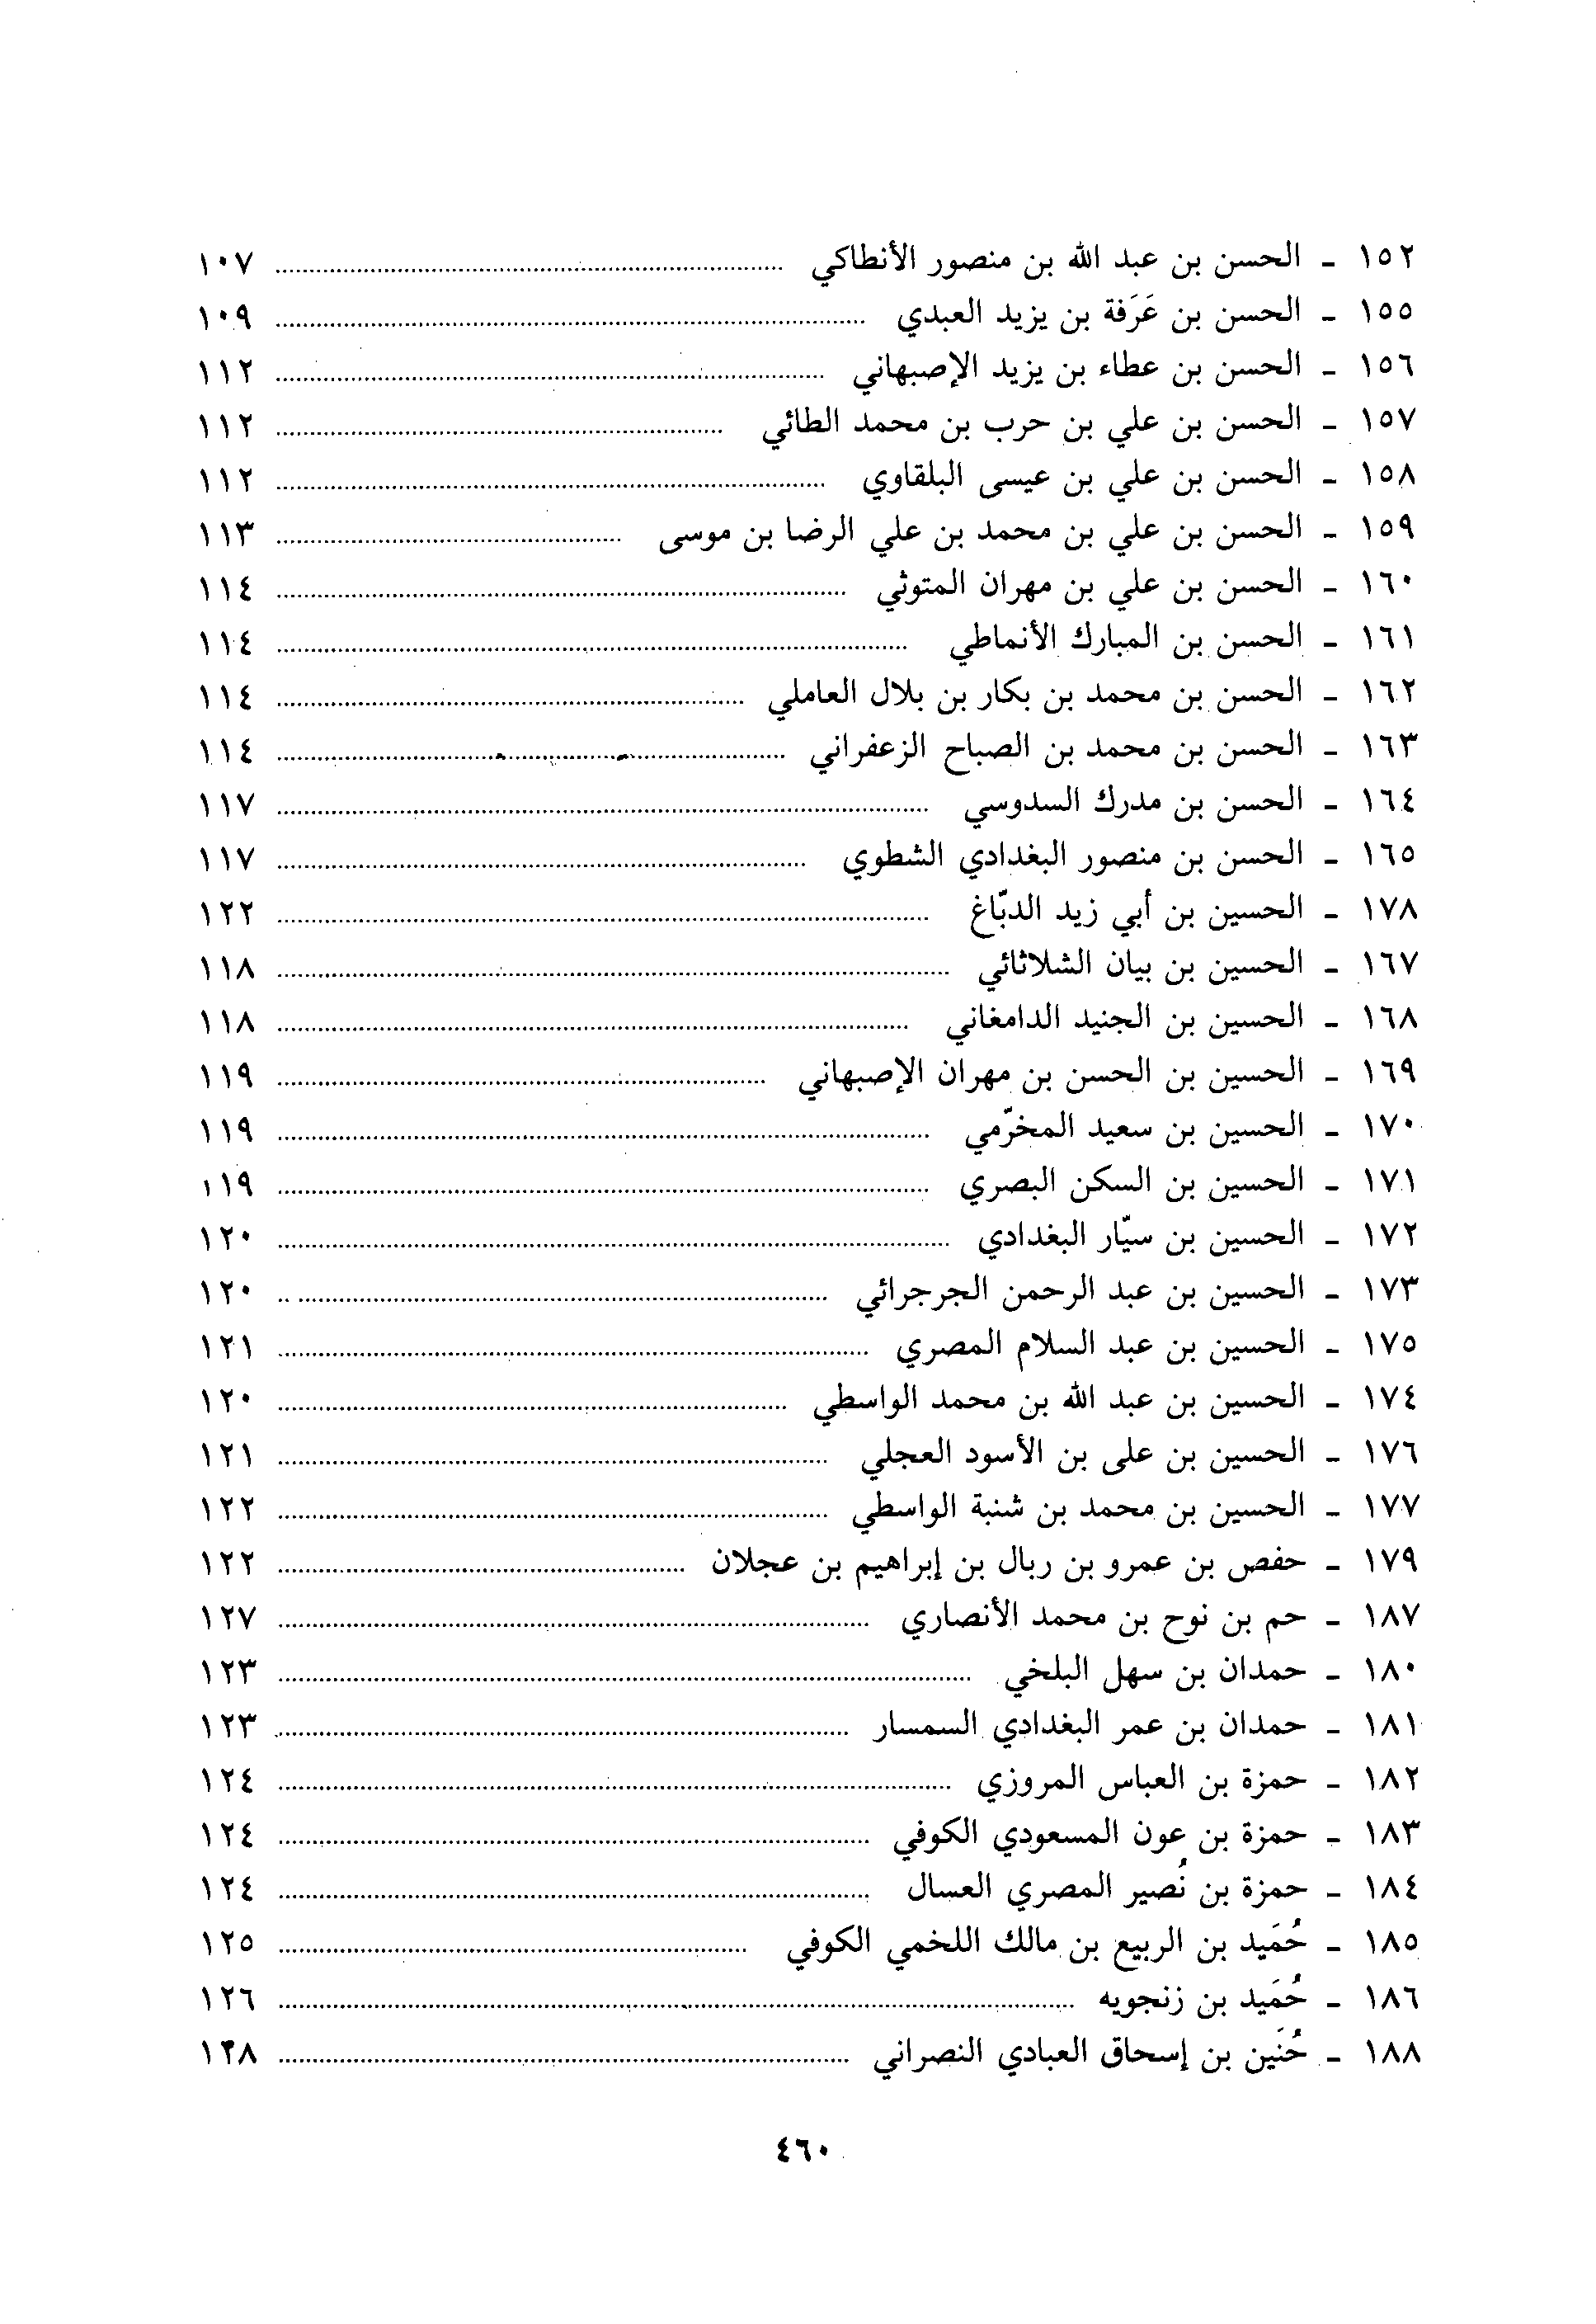 ١٥٢ - الحسن بن عبد الله بن منصور الأنطاكي ........ ١٠٧
١٥٥ - الحسن بن عَرَفة بن يزيد العبدي ........ ١٠٩
١٥٦ - الحسن بن عطاء بن يزيد الإصبهاني ........ ١١٢
١٥٧ - الحسن بن علي بن حرب بن محمد الطائي ........ ١١٢
١٥٨ - الحسن بن علي بن عيسى البلقاوي ........ ١١٢
١٥٩ - الحسن بن علي بن محمد بن علي الرضا بن موسى ........ ١١٣
١٦٠ - الحسن بن علي بن مهران المتوثي ........ ١١٤
١٦١ - الحسن بن المبارك الأنماطي ........ ١١٤
١٦٢ - الحسن بن محمد بن بكار بن بلال العاملي ........ ١١٤
١٦٣ - الحسن بن محمد بن الصباح الزعفراني ........ ١١٤
١٦٤ - الحسن بن مدرك السدوسي ........ ١١٧
١٦٥ - الحسن بن منصور البغدادي الشطوي ........ ١١٧
١٧٨ - الحسين بن أبي زيد الدبّاغ ........ ١٢٢
١٦٧ - الحسين بن بيان الشلاثائي ........ ١١٨
١٦٨ - الحسين بن الجنيد الدامغاني ........ ١١٨
١٦٩ - الحسين بن الحسن بن مهران الإصبهاني ........ ١١٩
١٧٠ - الحسين بن سعيد المخرّمي ........ ١١٩
١٧١ - الحسين بن السكن البصري ........ ١١٩
١٧٢ - الحسين بن سيّار البغدادي ........ ١٢٠
١٧٣ - الحسين بن عبد الرحمن الجرجرائي ........ ١٢٠
١٧٥ - الحسين بن عبد السلام المصري ........ ١٢١
١٧٤ - الحسين بن عبد الله بن محمد الواسطي ........ ١٢٠
١٧٦ - الحسين بن على بن الأسود العجلي ........ ١٢١
١٧٧ - الحسين بن محمد بن شنبة الواسطي ........ ١٢٢
١٧٩ - حفص بن عمرو بن ربال بن إبراهيم بن عجلان ........ ١٢٢
١٨٧ - حم بن نوح بن محمد الأنصاري ........ ١٢٧
١٨٠ - حمدان بن سهل البلخي ........ ١٢٣
١٨١ - حمدان بن عمر البغدادي السمسار ........ ١٢٣
١٨٢ - حمزة بن العباس المروزي ........ ١٢٤
١٨٣ - حمزة بن عون المسعودي الكوفي ........ ١٢٤
١٨٤ - حمزة بن نُصير المصري العسال ........ ١٢٤
١٨٥ - حُمَيد بن الربيع بن مالك اللخمي الكوفي ........ ١٢٥
١٨٦ - حُمَيد بن زنجويه ........ ١٢٦
١٨٨ - حُنَين بن إسحاق العبادي النصراني ........ ١٢٨
٤٦٠